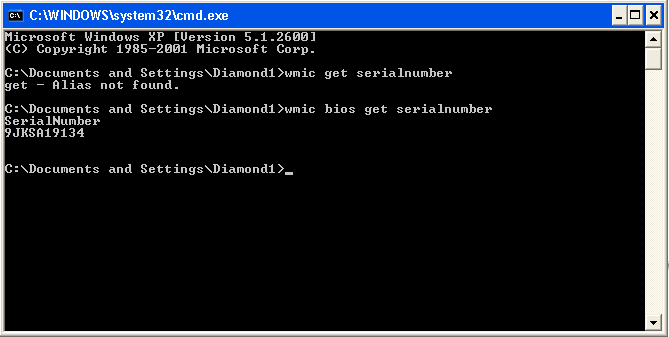 C:\WINDOWS\system32\cmd.exe
Microsoft Windows XP [Version 5.1.2600]
(C) Copyright 1985-2001 Microsoft Corp.
C:\Documents and Settings\Diamond1>wmic get serialnumber
get - Alias not found.
C:\Documents and Settings\Diamond1>wmic bios get serialnumber
SerialNumber
9JKSA19134
C:\Documents and Settings\Diamond1>_